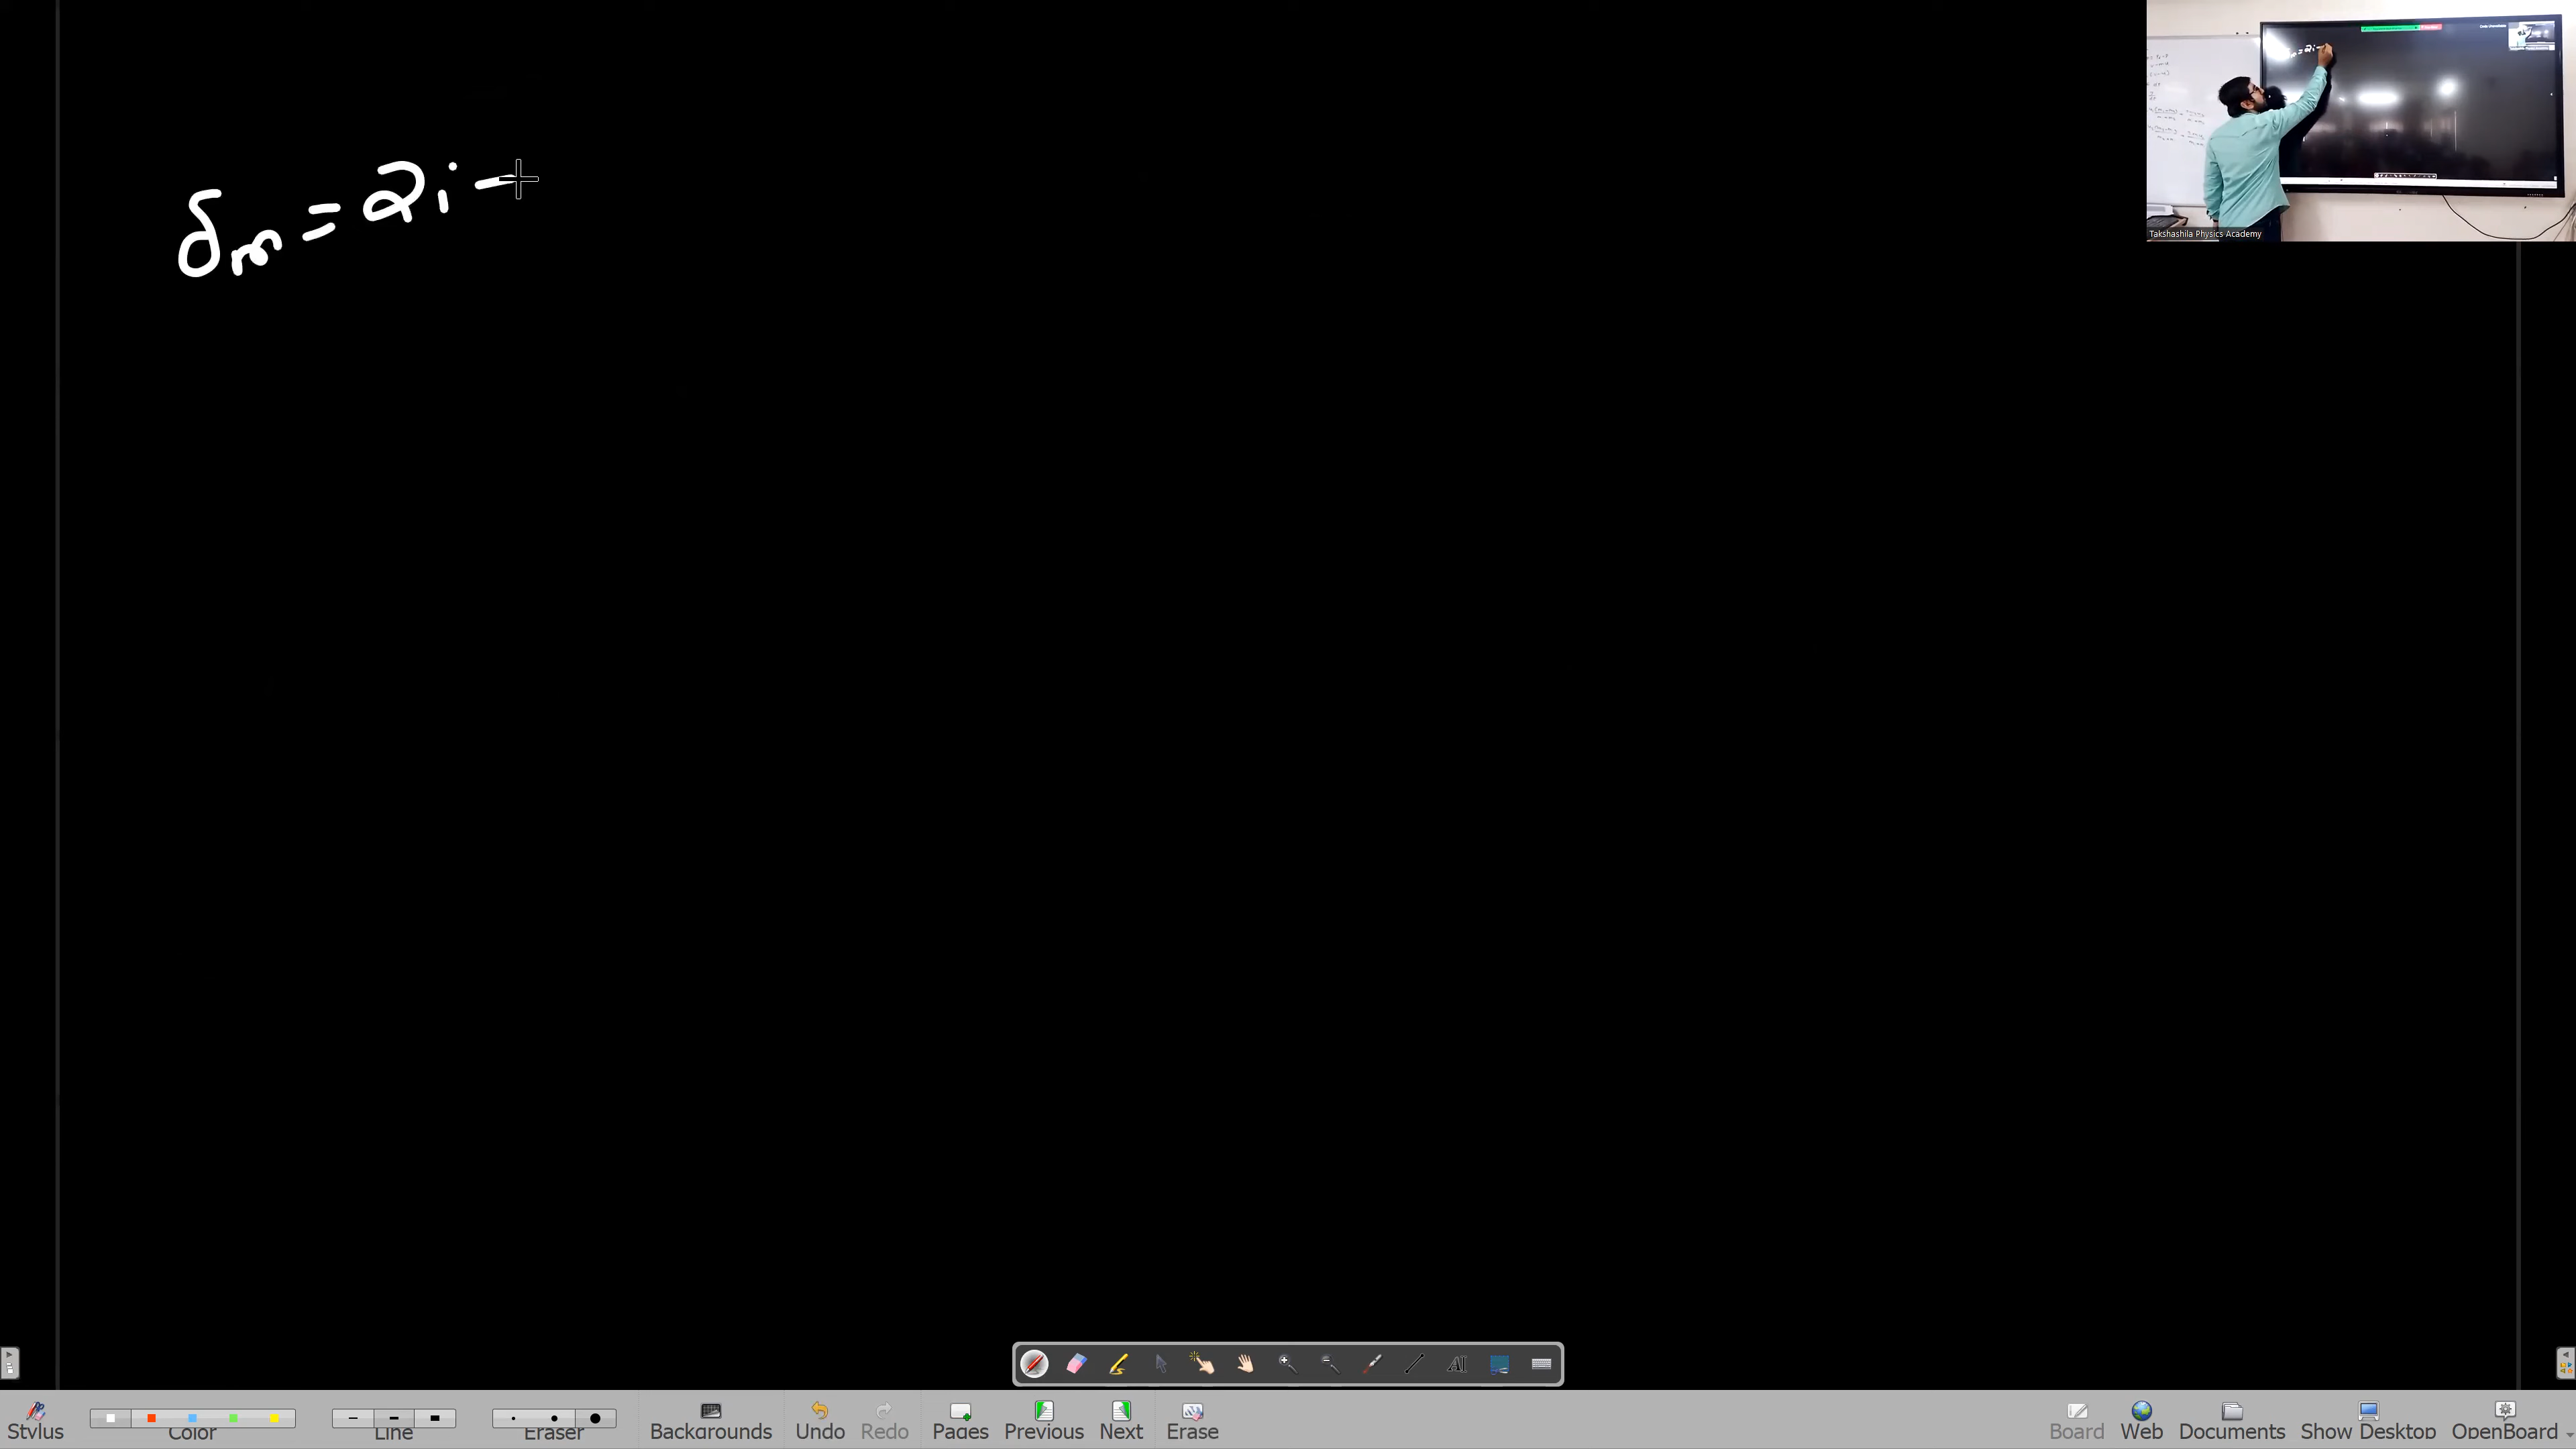 δm = 2i -
Takshashila Physics Academy
Stylus
Color
Line
Eraser
Backgrounds
Undo
Redo
Pages
Previous
Next
Erase
Board
Web
Documents
Show Desktop
OpenBoard